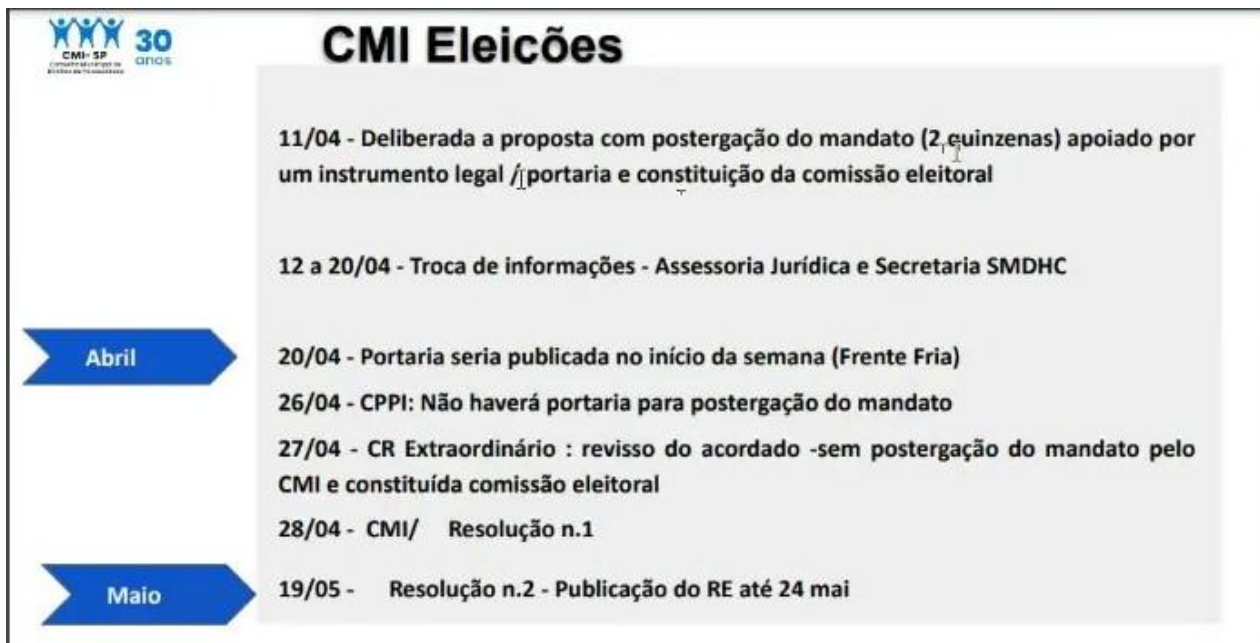 CMI Eleicões
CMI- SP
30
anos
11/04 - Deliberada a proposta com postergação do mandato (2 quinzenas) apoiado por
um instrumento legal / portaria e constituição da comissão eleitoral
12 a 20/04 - Troca de informações - Assessoria Jurídica e Secretaria SMDHC
Abril
20/04 - Portaria seria publicada no início da semana (Frente Fria)
26/04 - CPPI: Não haverá portaria para postergação do mandato
27/04 - CR Extraordinário : revisso do acordado -sem postergação do mandato pelo
CMI e constituída comissão eleitoral
28/04 - CMI/ Resolução n.1
Maio
19/05 - Resolução n.2 - Publicação do RE até 24 mai